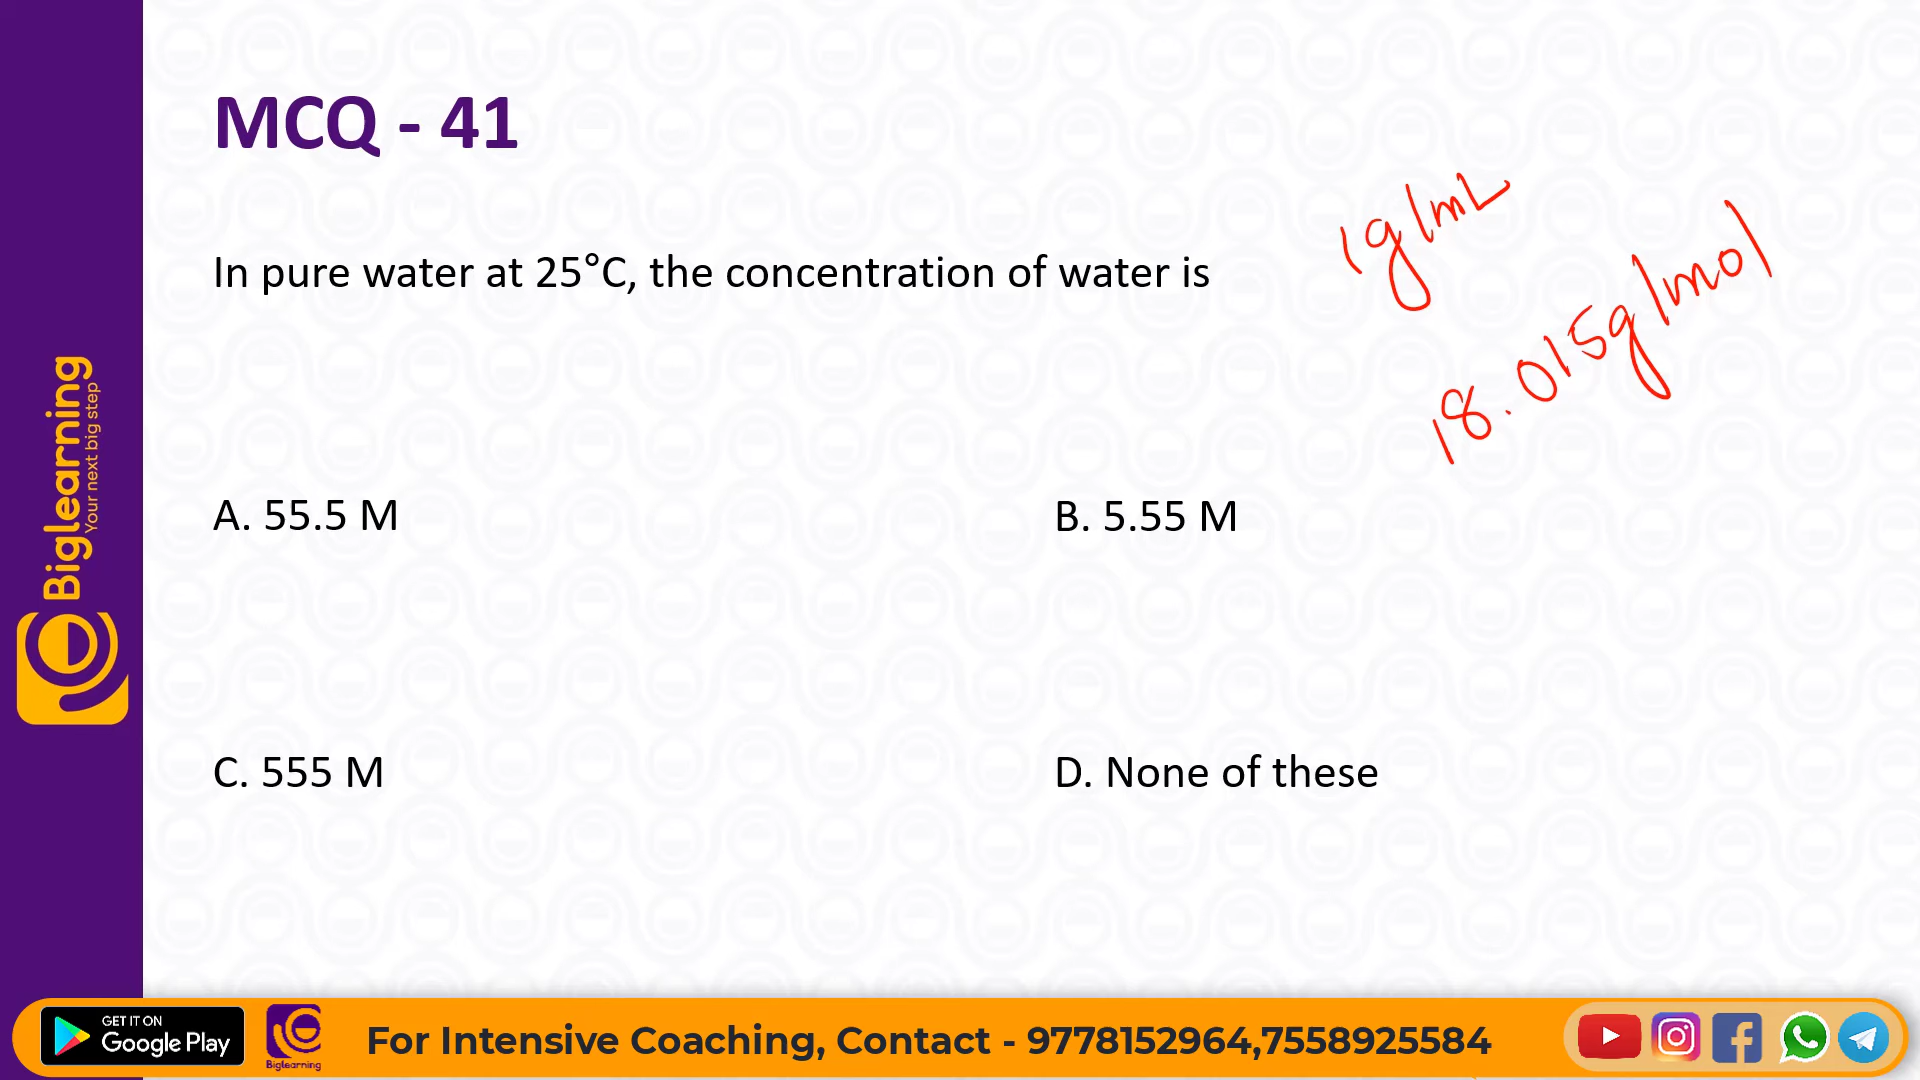 MCQ - 41
1g/mL
In pure water at 25°C, the concentration of water is
18.015g/mol
A. 55.5 M
B. 5.55 M
C. 555 M
D. None of these
Biglearning
Your next big step
GET IT ON
Google Play
Biglearning
For Intensive Coaching, Contact - 9778152964,7558925584